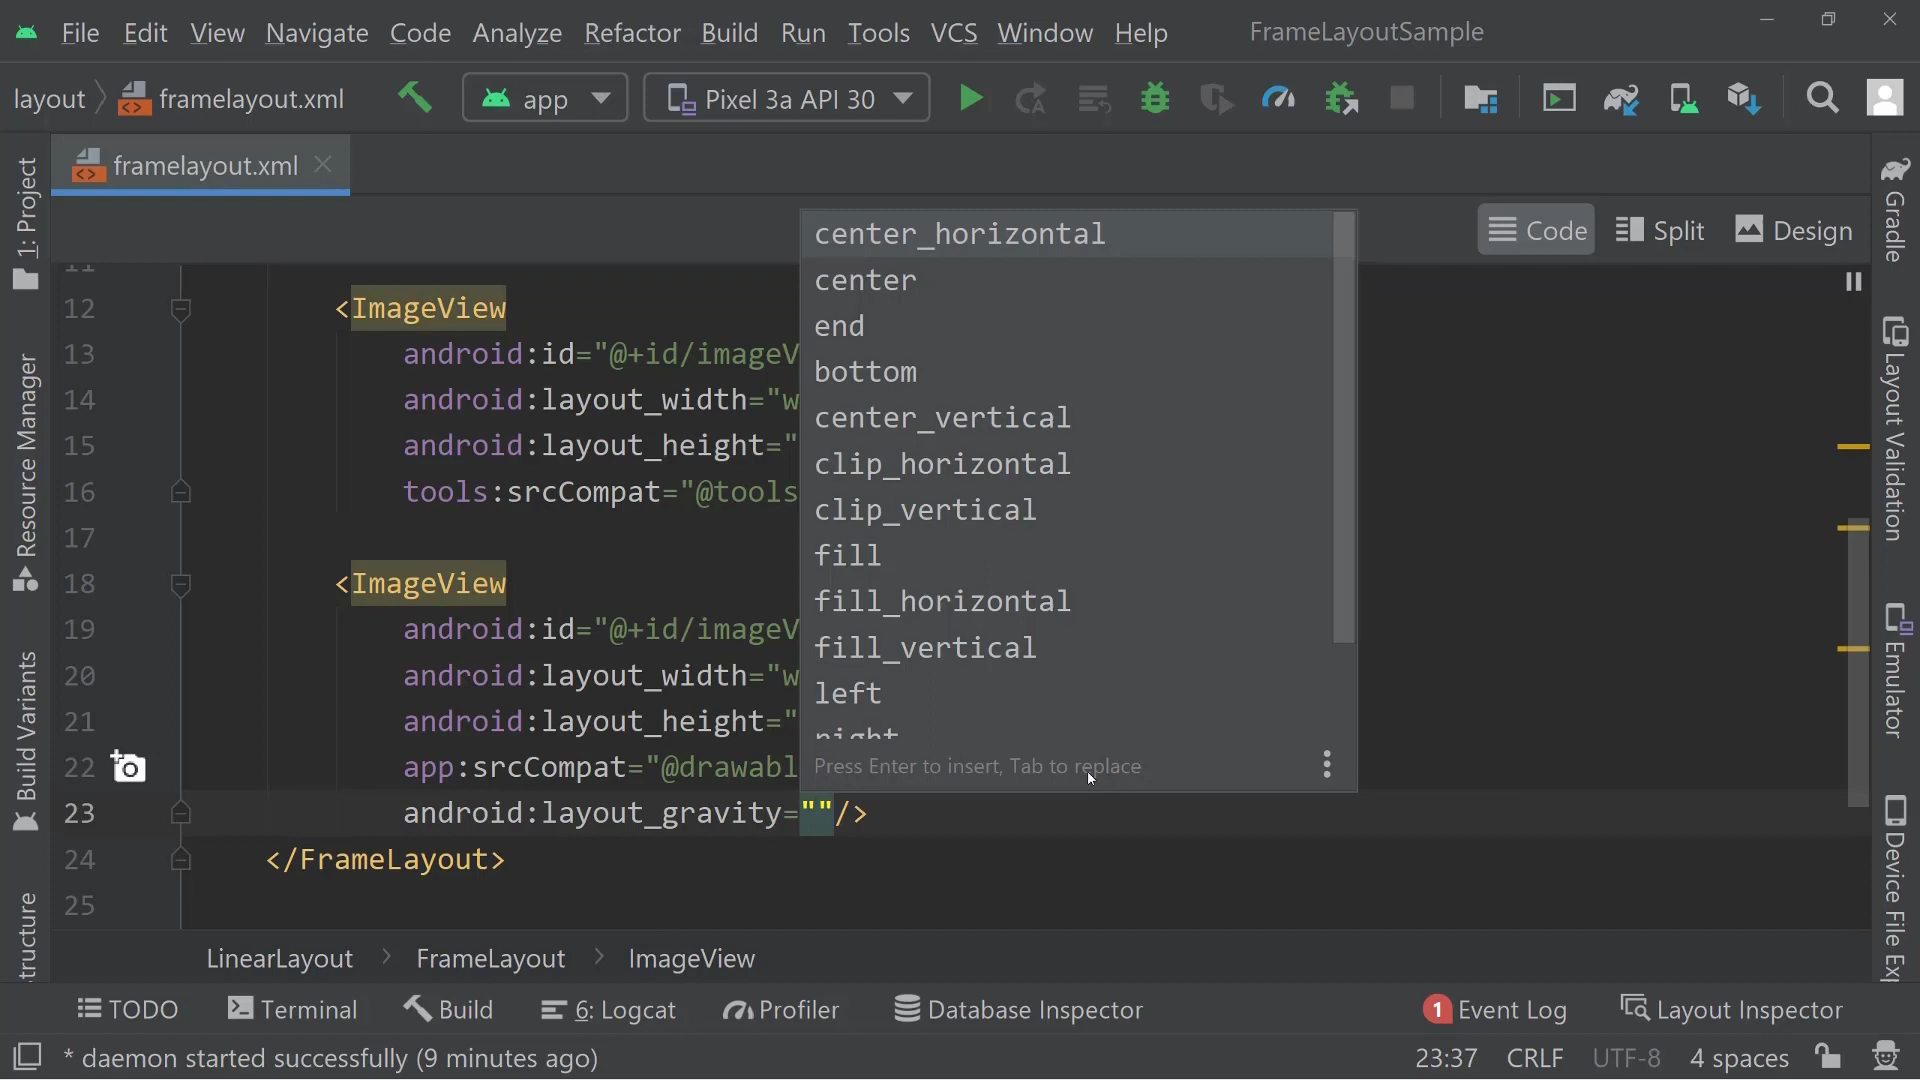 File Edit View Navigate Code Analyze Refactor Build Run Tools VCS Window Help FrameLayoutSample
layout framelayout.xml app Pixel 3a API 30
framelayout.xml
Code Split Design
1: Project
Resource Manager
Build Variants
Structure
11
12 <ImageView
13 android:id="@+id/imageV
14 android:layout_width="w
15 android:layout_height="
16 tools:srcCompat="@tools
17
18 <ImageView
19 android:id="@+id/imageV
20 android:layout_width="w
21 android:layout_height="
22 app:srcCompat="@drawabl
23 android:layout_gravity=""/>
24 </FrameLayout>
25
center_horizontal
center
end
bottom
center_vertical
clip_horizontal
clip_vertical
fill
fill_horizontal
fill_vertical
left
right
Press Enter to insert, Tab to replace
Gradle
Layout Validation
Emulator
Device File Ex
LinearLayout FrameLayout ImageView
TODO Terminal Build 6: Logcat Profiler Database Inspector 1 Event Log Layout Inspector
* daemon started successfully (9 minutes ago) 23:37 CRLF UTF-8 4 spaces